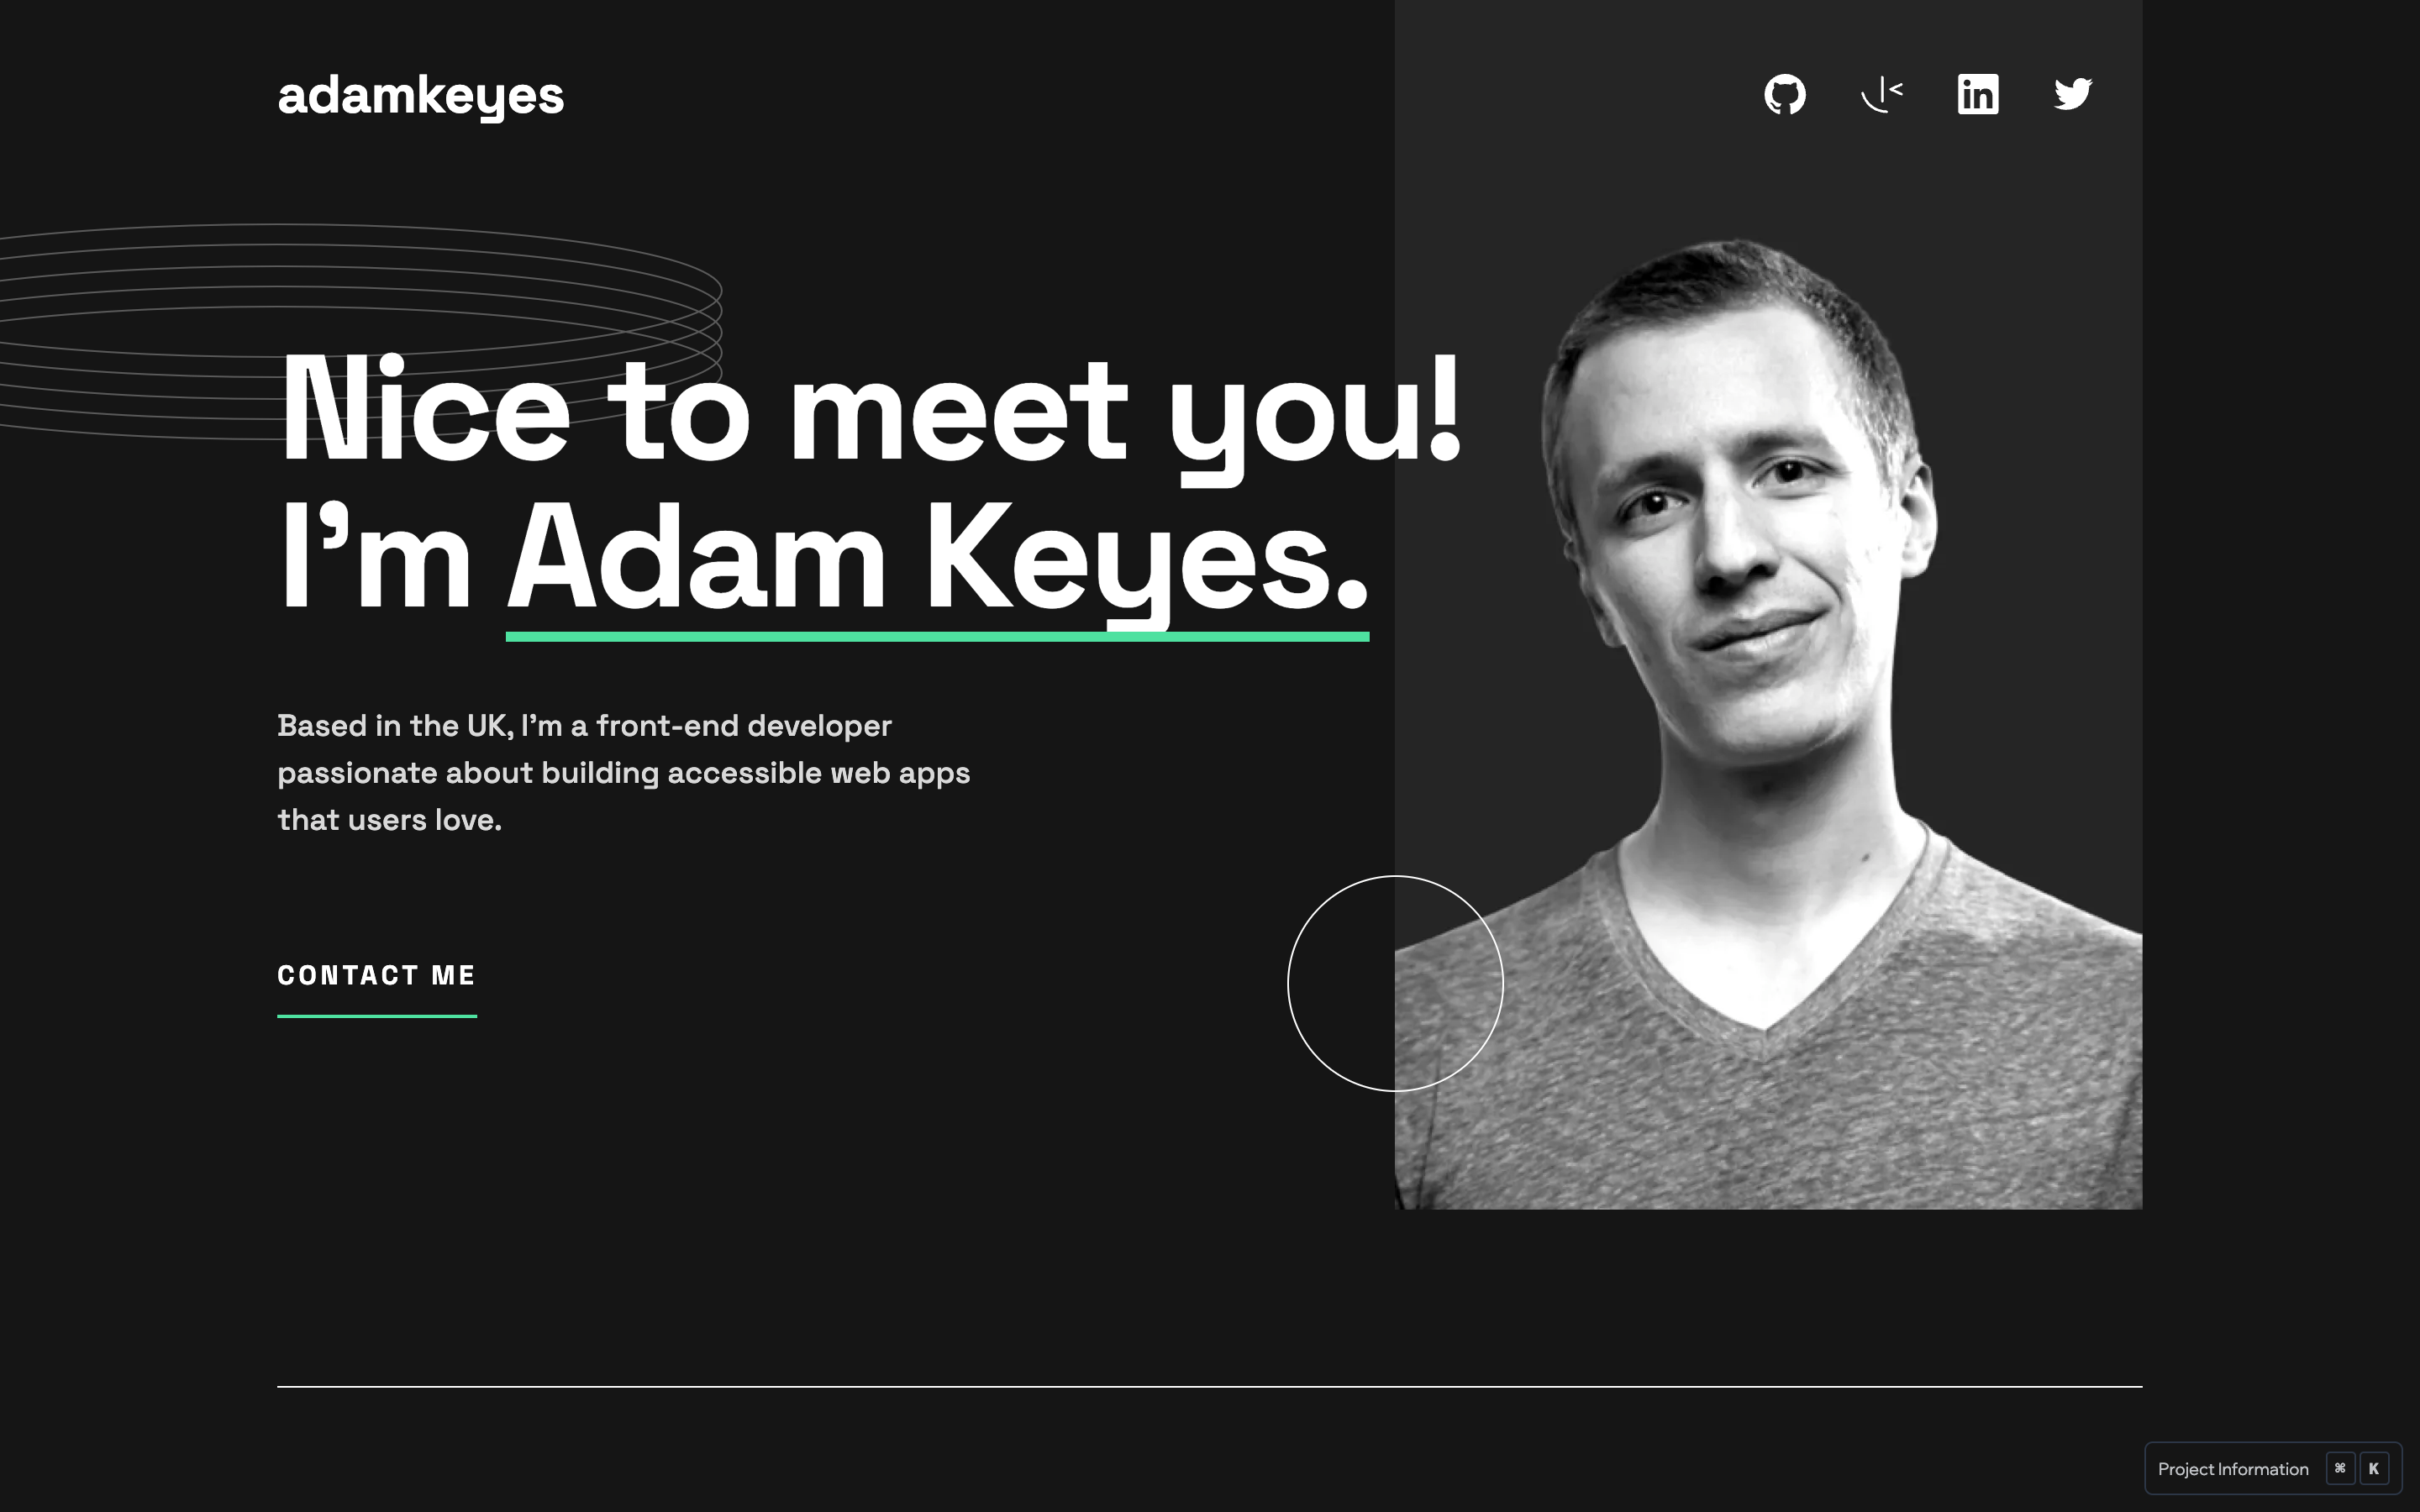 adamkeyes
Nice to meet you!
I’m Adam Keyes.
Based in the UK, I’m a front-end developer
passionate about building accessible web apps
that users love.
CONTACT ME
Project Information ⌘ K